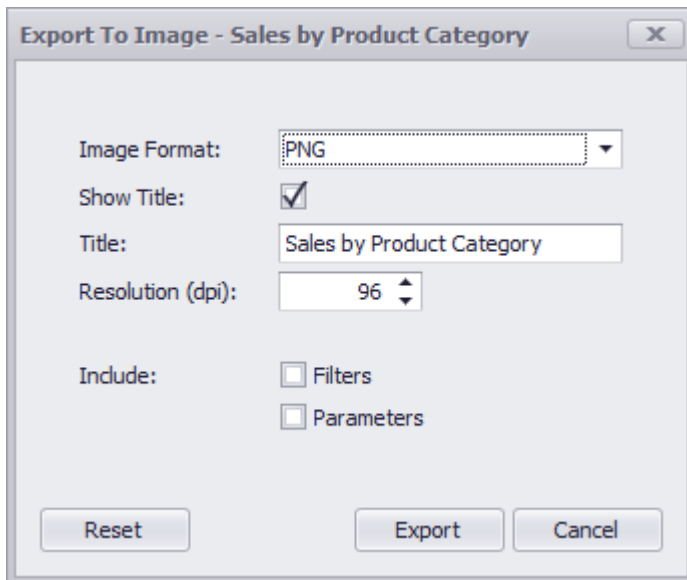 Export To Image - Sales by Product Category
Image Format: PNG
Show Title:
Title: Sales by Product Category
Resolution (dpi): 96
Include: Filters
Parameters
Reset Export Cancel